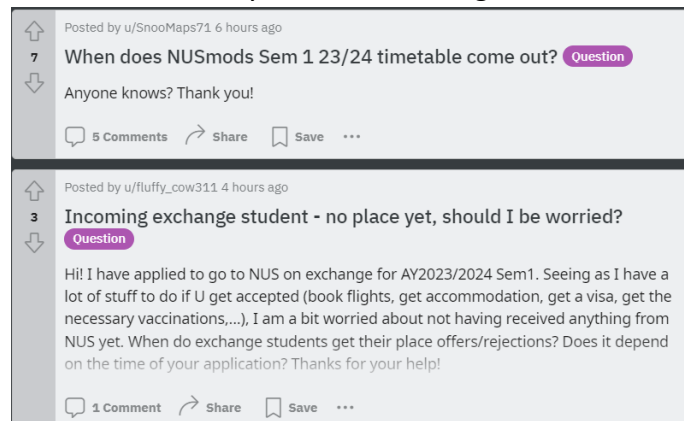 Posted by u/SnooMaps71 6 hours ago
7
When does NUSmods Sem 1 23/24 timetable come out? Question
Anyone knows? Thank you!
5 Comments Share Save ...
Posted by u/fluffy_cow311 4 hours ago
3
Incoming exchange student - no place yet, should I be worried?
Question
Hi! I have applied to go to NUS on exchange for AY2023/2024 Sem1. Seeing as I have a
lot of stuff to do if U get accepted (book flights, get accommodation, get a visa, get the
necessary vaccinations,...), I am a bit worried about not having received anything from
NUS yet. When do exchange students get their place offers/rejections? Does it depend
on the time of your application? Thanks for your help!
1 Comment Share Save ...